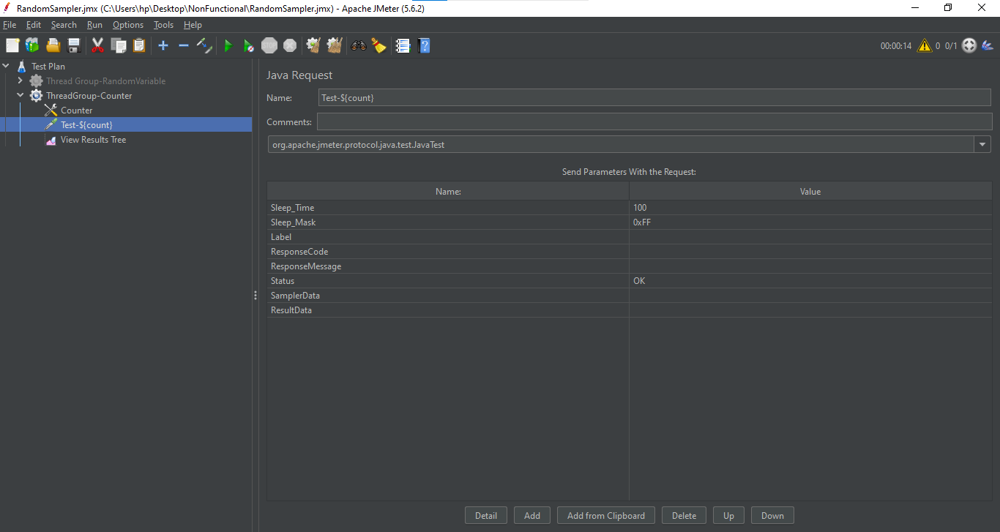 RandomSampler.jmx (C:\Users\hp\Desktop\NonFunctional\RandomSampler.jmx) - Apache JMeter (5.6.2)
File Edit Search Run Options Tools Help
STOP 00:00:14 0 0/1
Test Plan
Thread Group-RandomVariable
ThreadGroup-Counter
Counter
Test-${count}
View Results Tree
Java Request
Name: Test-${count}
Comments:
org.apache.jmeter.protocol.java.test.JavaTest
Send Parameters With the Request:
Name: Value
Sleep_Time 100
Sleep_Mask 0xFF
Label
ResponseCode
ResponseMessage
Status OK
SamplerData
ResultData
Detail Add Add from Clipboard Delete Up Down